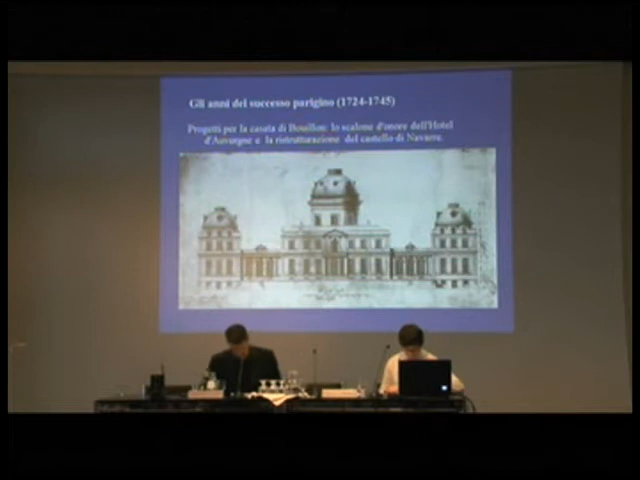 Gli anni del successo parigino (1724-1745)
Progetti per la casata di Bouillon: lo scalone d'onore dell'Hotel
d'Auvergne e la ristrutturazione del castello di Navarre.